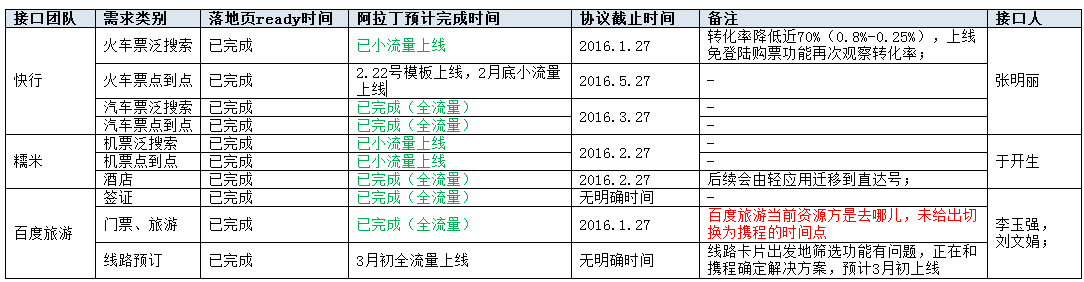 接口团队 需求类别 落地页ready时间 阿拉丁预计完成时间 协议截止时间 备注 接口人
快行 火车票泛搜索 已完成 已小流量上线 2016.1.27 转化率降低近70%(0.8%-0.25%),上线
免登陆购票功能再次观察转化率; 张明丽
火车票点到点 已完成 2.22号模板上线,2月底小流量
上线 2016.5.27 -
汽车票泛搜索 已完成 已完成(全流量) 2016.3.27 -
汽车票点到点 已完成 已完成(全流量) -
糯米 机票泛搜索 已完成 已小流量上线 2016.2.27 - 于开生
机票点到点 已完成 已小流量上线 -
酒店 已完成 已完成(全流量) 2016.2.27 后续会由轻应用迁移到直达号;
百度旅游 签证 已完成 已完成(全流量) 无明确时间 - 李玉强,
刘文娟;
门票、旅游 已完成 已完成(全流量) 2016.1.27 百度旅游当前资源方是去哪儿,未给出切
换为携程的时间点
线路预订 已完成 3月初全流量上线 无明确时间 线路卡片出发地筛选功能有问题,正在和
携程确定解决方案,预计3月初上线